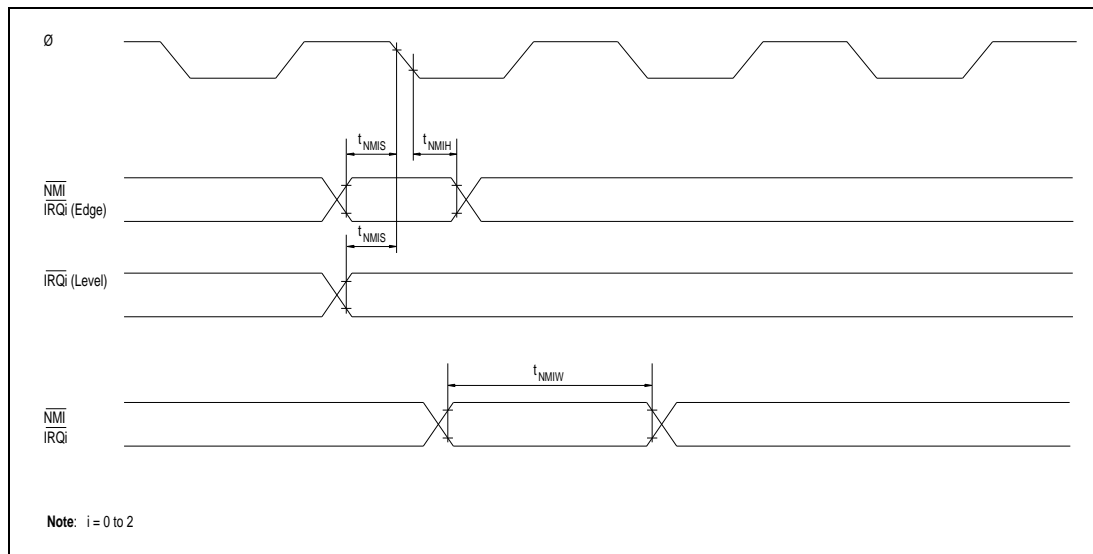 Ø
tNMIS
tNMIH
NMI
IRQi (Edge)
tNMIS
IRQi (Level)
tNMIW
NMI
IRQi
Note: i = 0 to 2